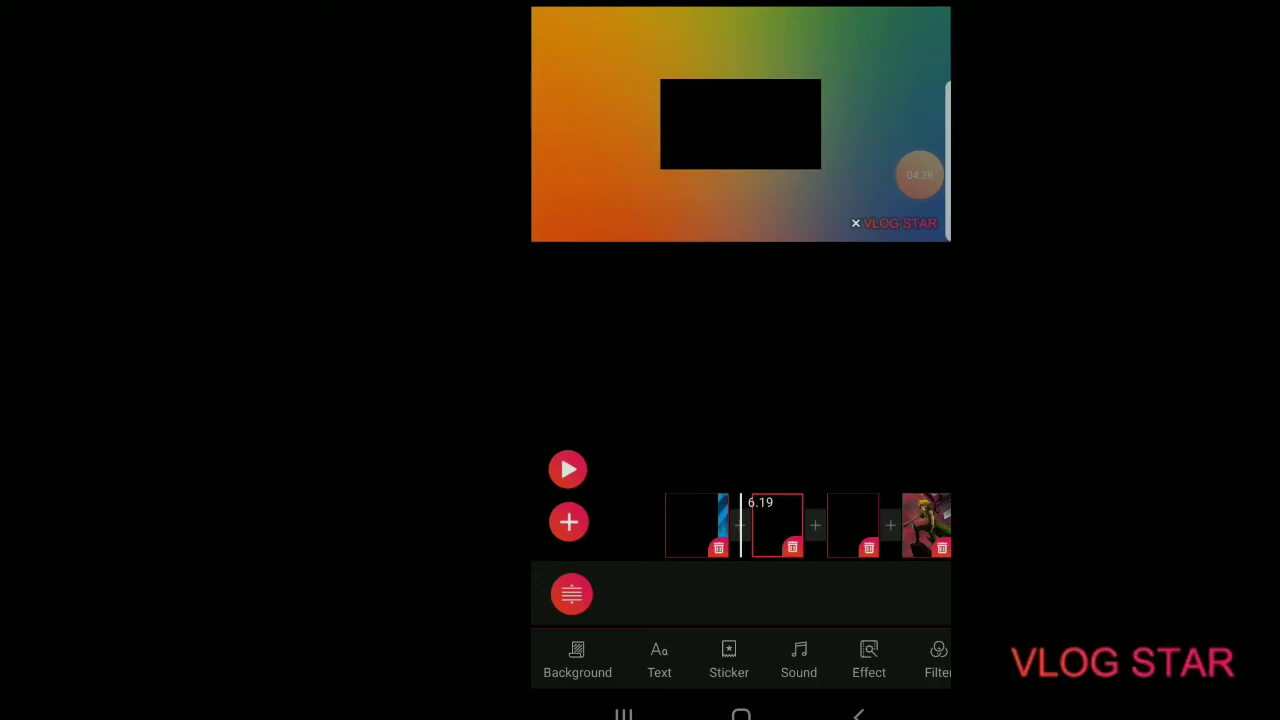 04:38
× VLOG STAR
6.19
Background Text Sticker Sound Effect Filter
VLOG STAR